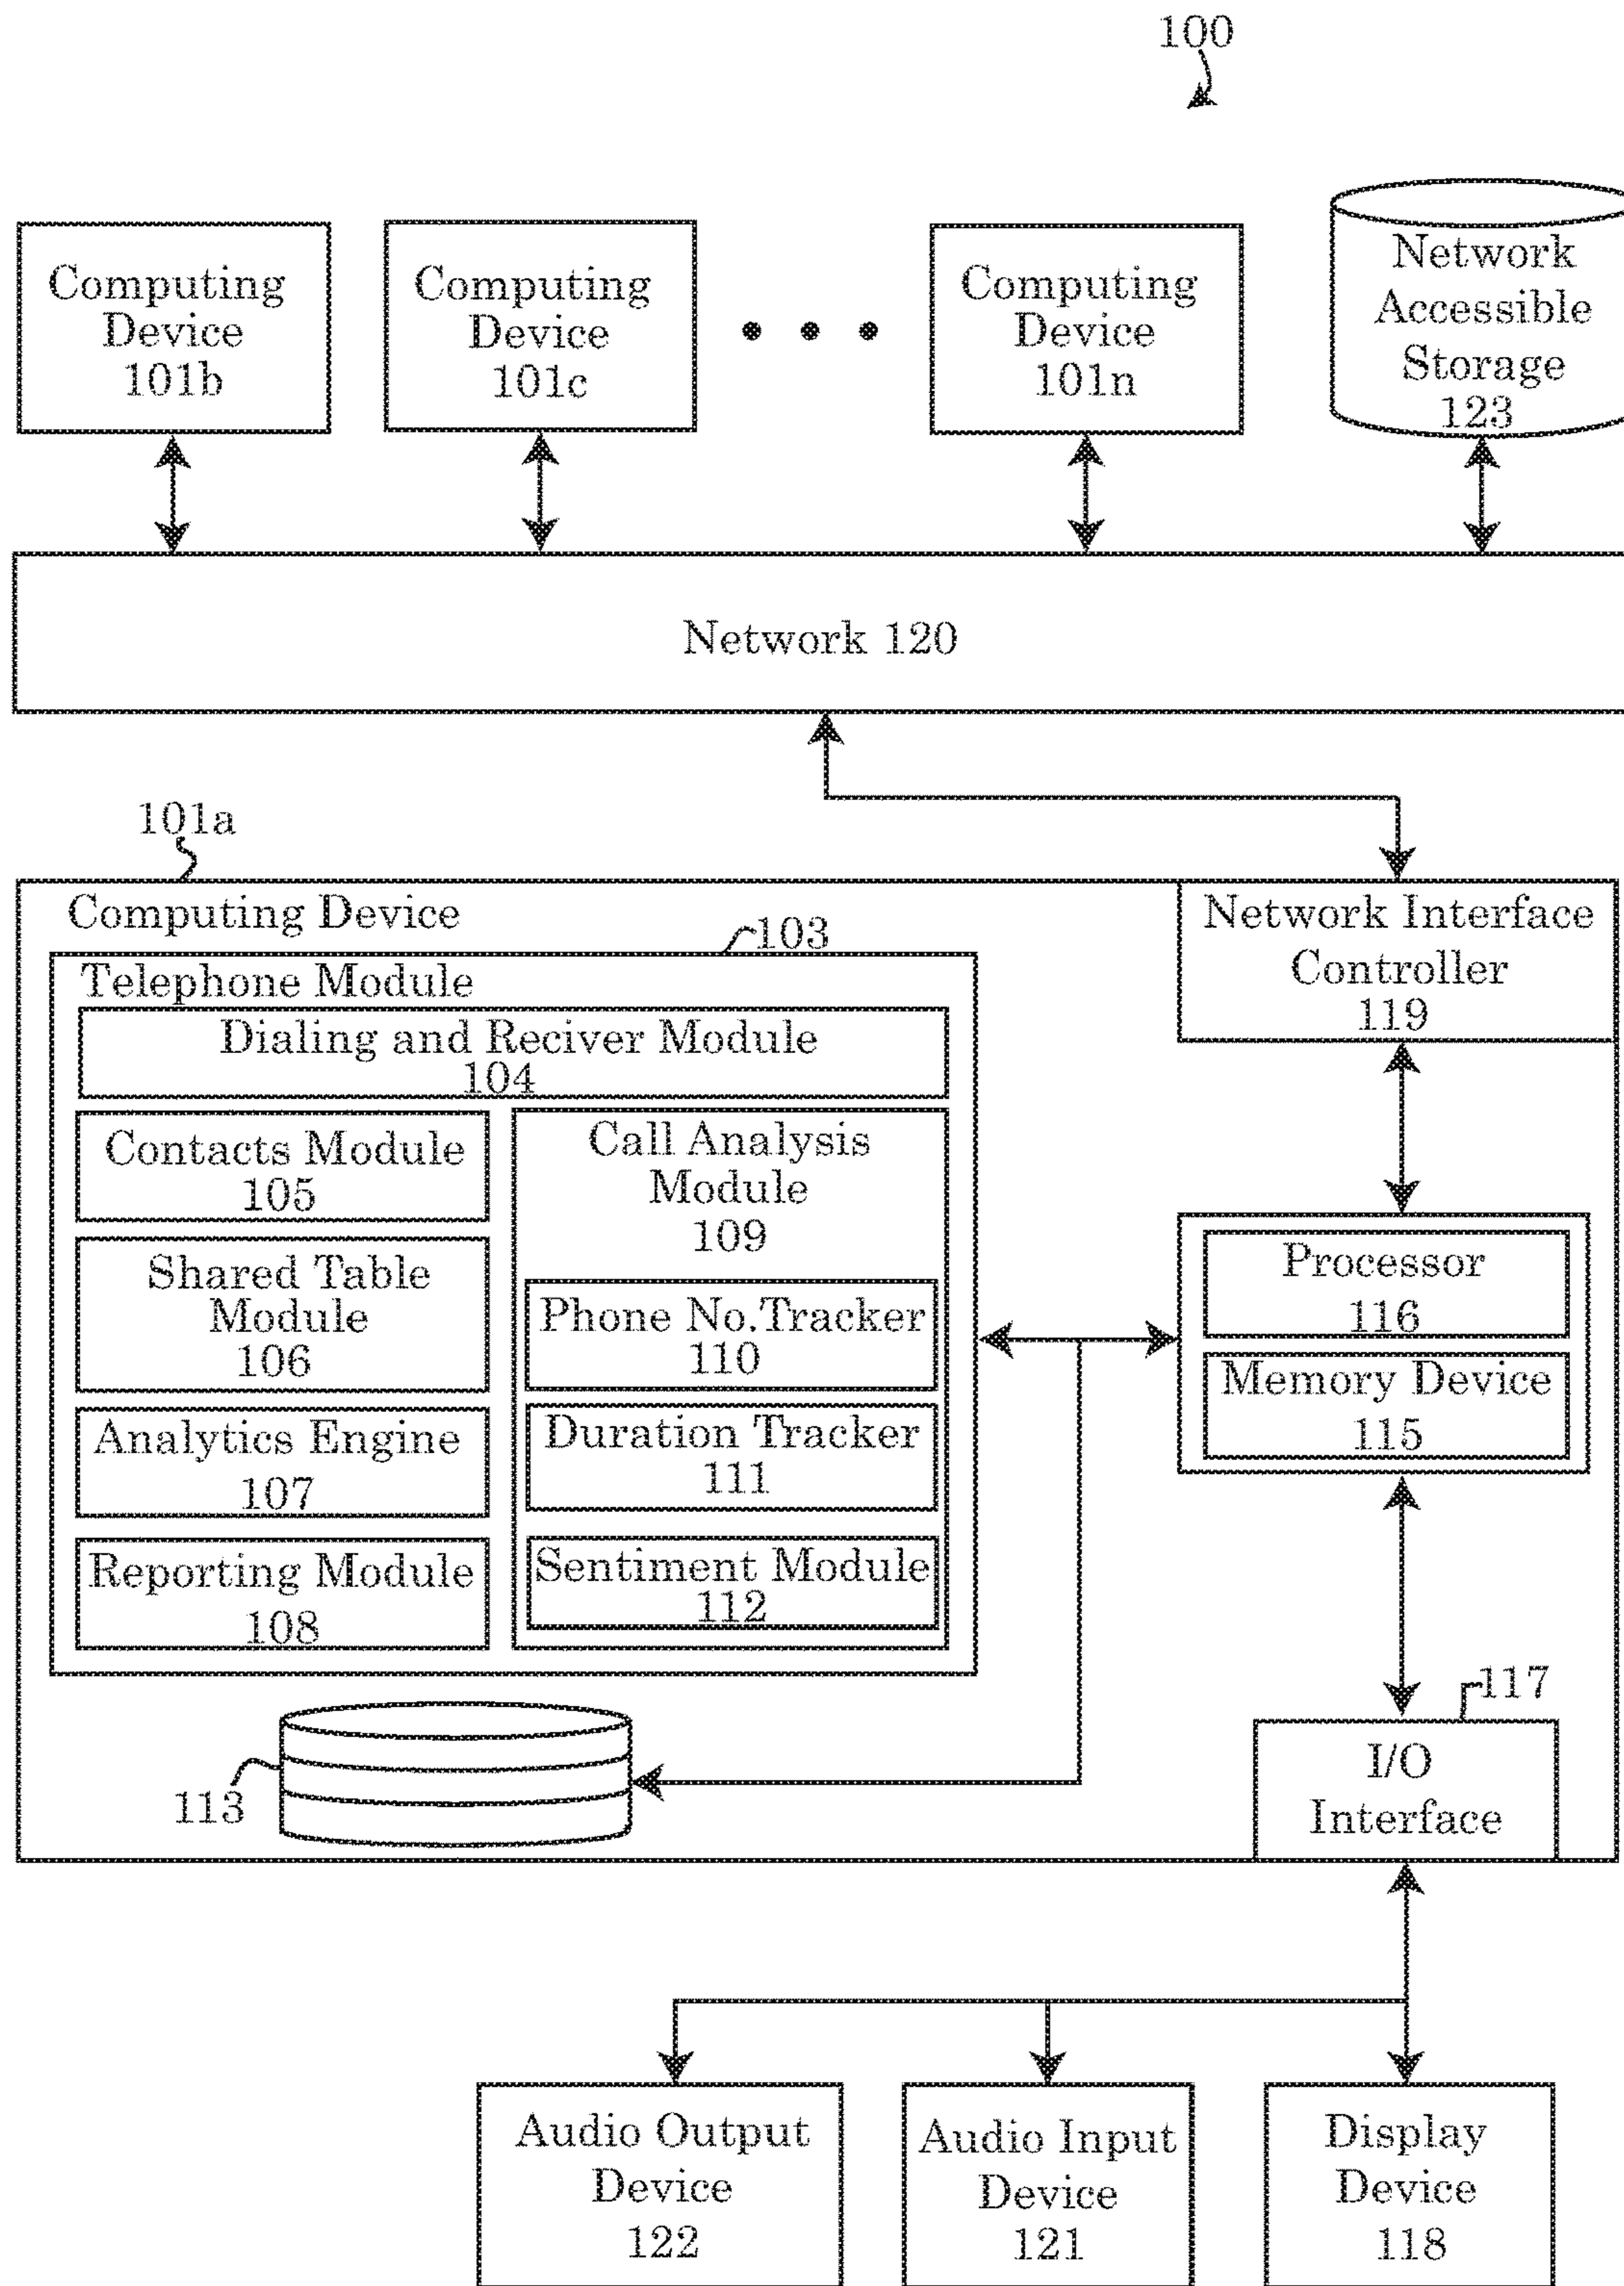 100
Computing
Device
101b
Computing
Device
101c
Computing
Device
101n
Network
Accessible
Storage
123
Network 120
101a
Computing Device
103
Telephone Module
Dialing and Reciver Module
104
Contacts Module
105
Shared Table
Module
106
Analytics Engine
107
Reporting Module
108
Call Analysis
Module
109
Phone No.Tracker
110
Duration Tracker
111
Sentiment Module
112
113
Network Interface
Controller
119
Processor
116
Memory Device
115
117
I/O
Interface
Audio Output
Device
122
Audio Input
Device
121
Display
Device
118